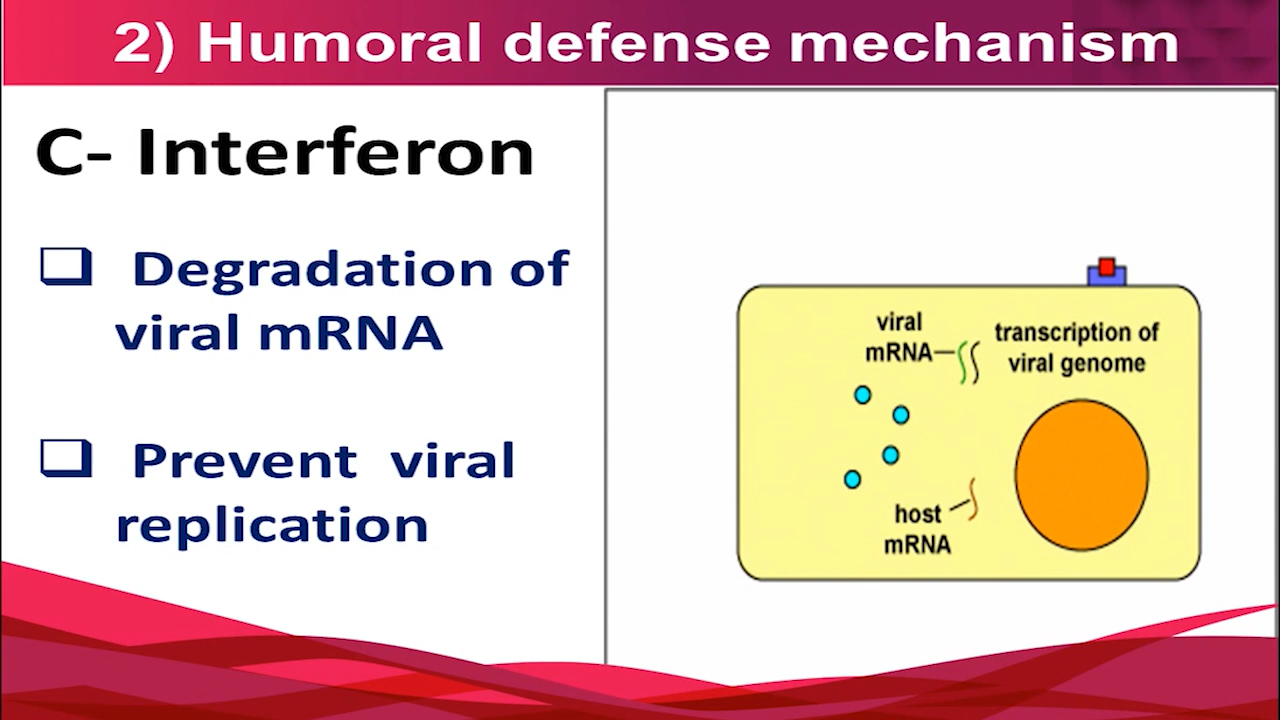 2) Humoral defense mechanism
C- Interferon
❑ Degradation of
viral mRNA
❑ Prevent viral
replication
viral
mRNA
transcription of
viral genome
host
mRNA